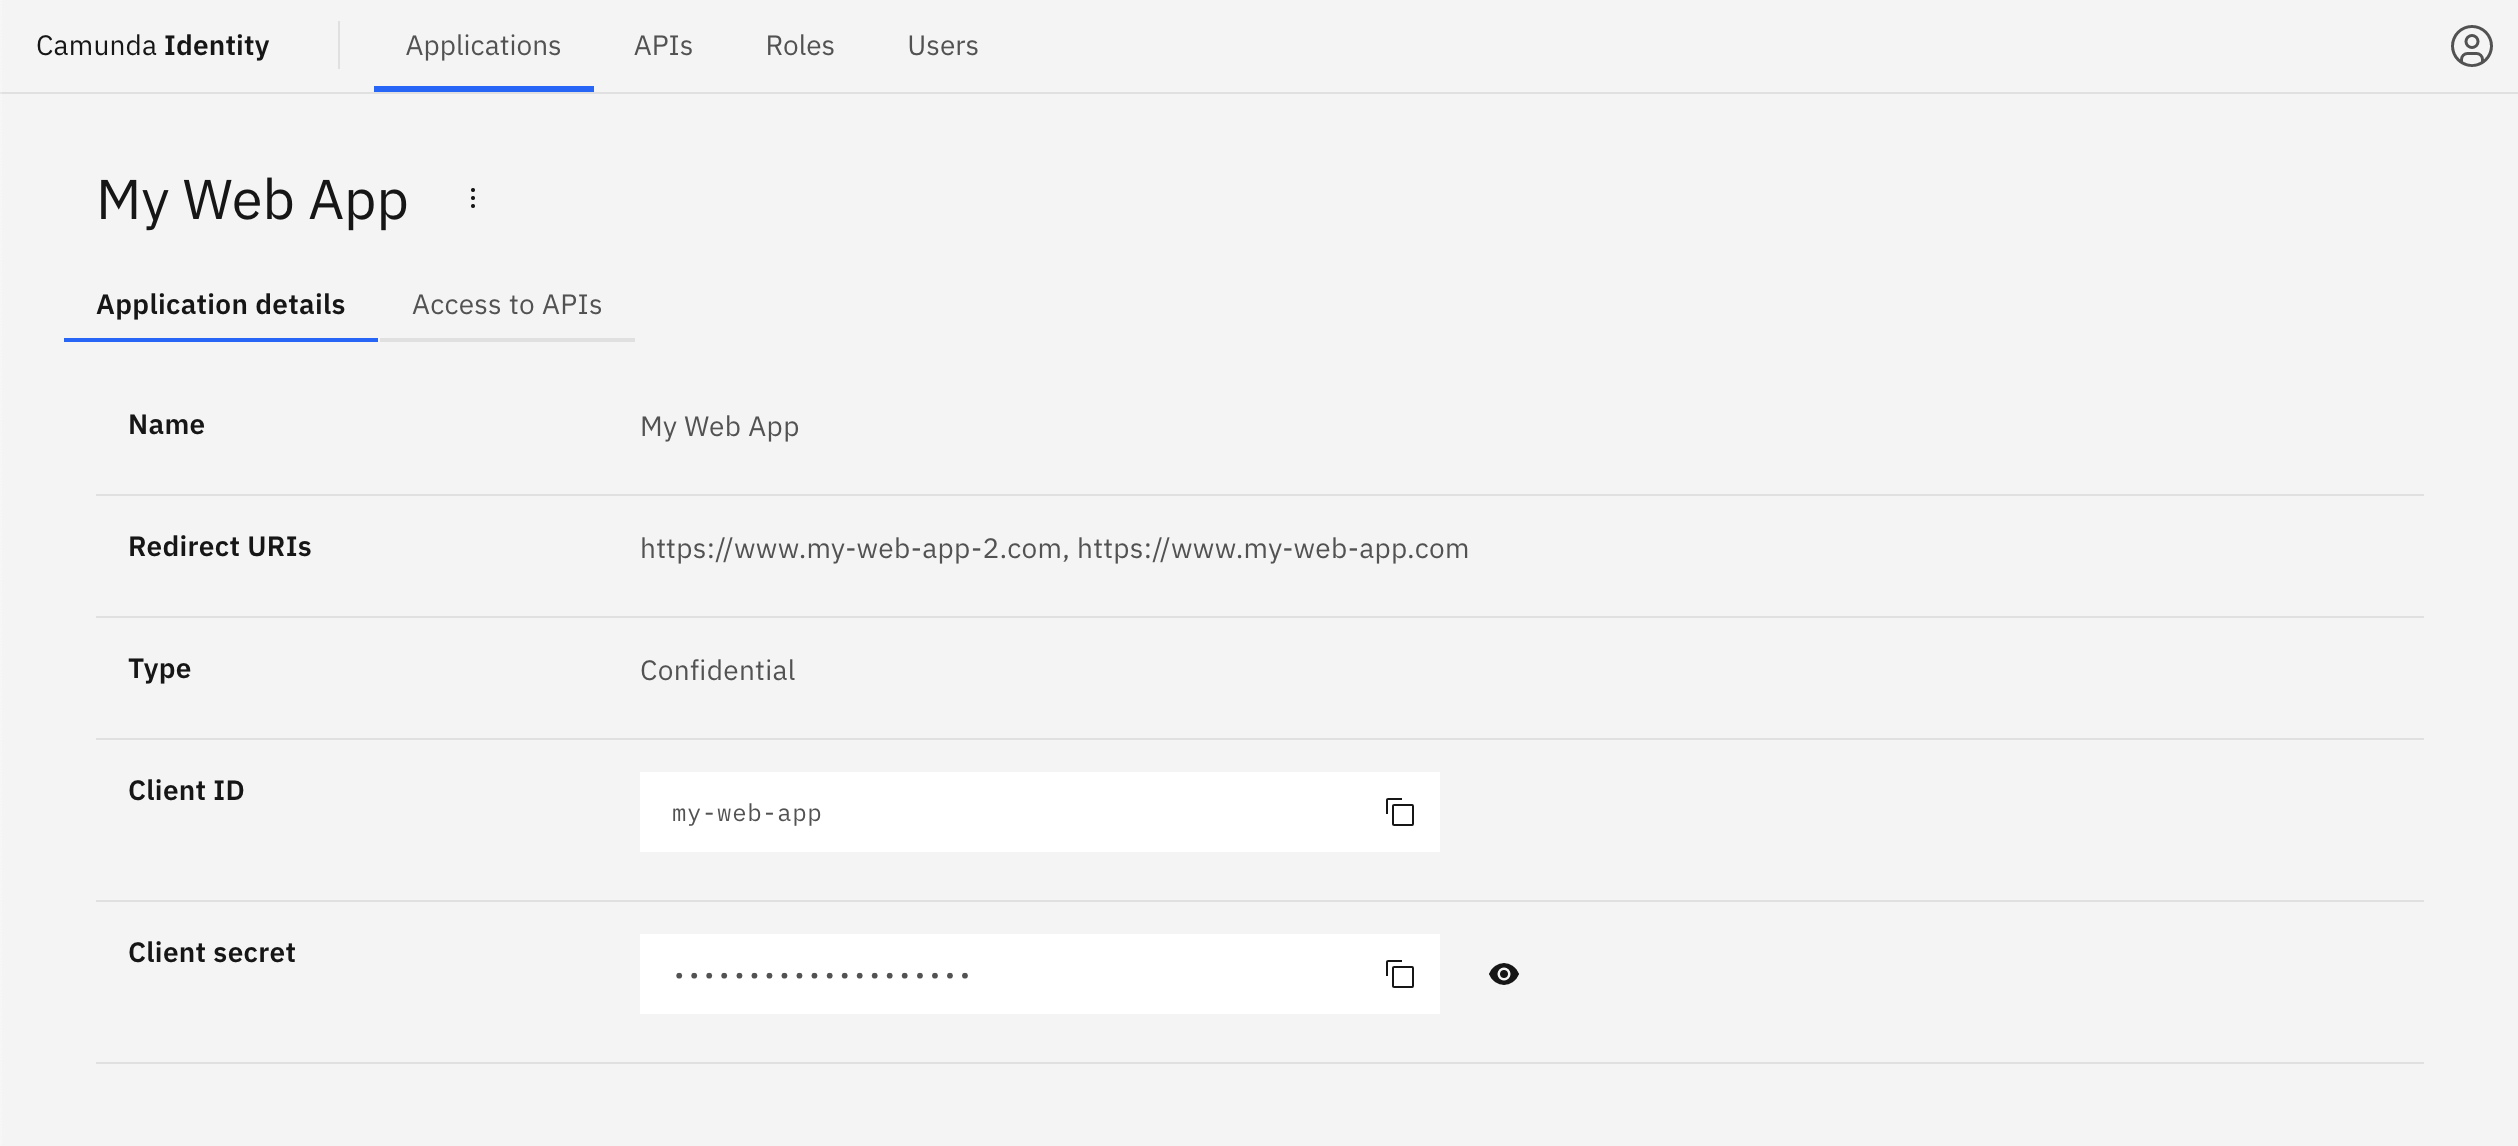 Camunda Identity
Applications
APIs
Roles
Users
My Web App
Application details
Access to APIs
Name
My Web App
Redirect URIs
https://www.my-web-app-2.com, https://www.my-web-app.com
Type
Confidential
Client ID
my-web-app
Client secret
••••••••••••••••••••